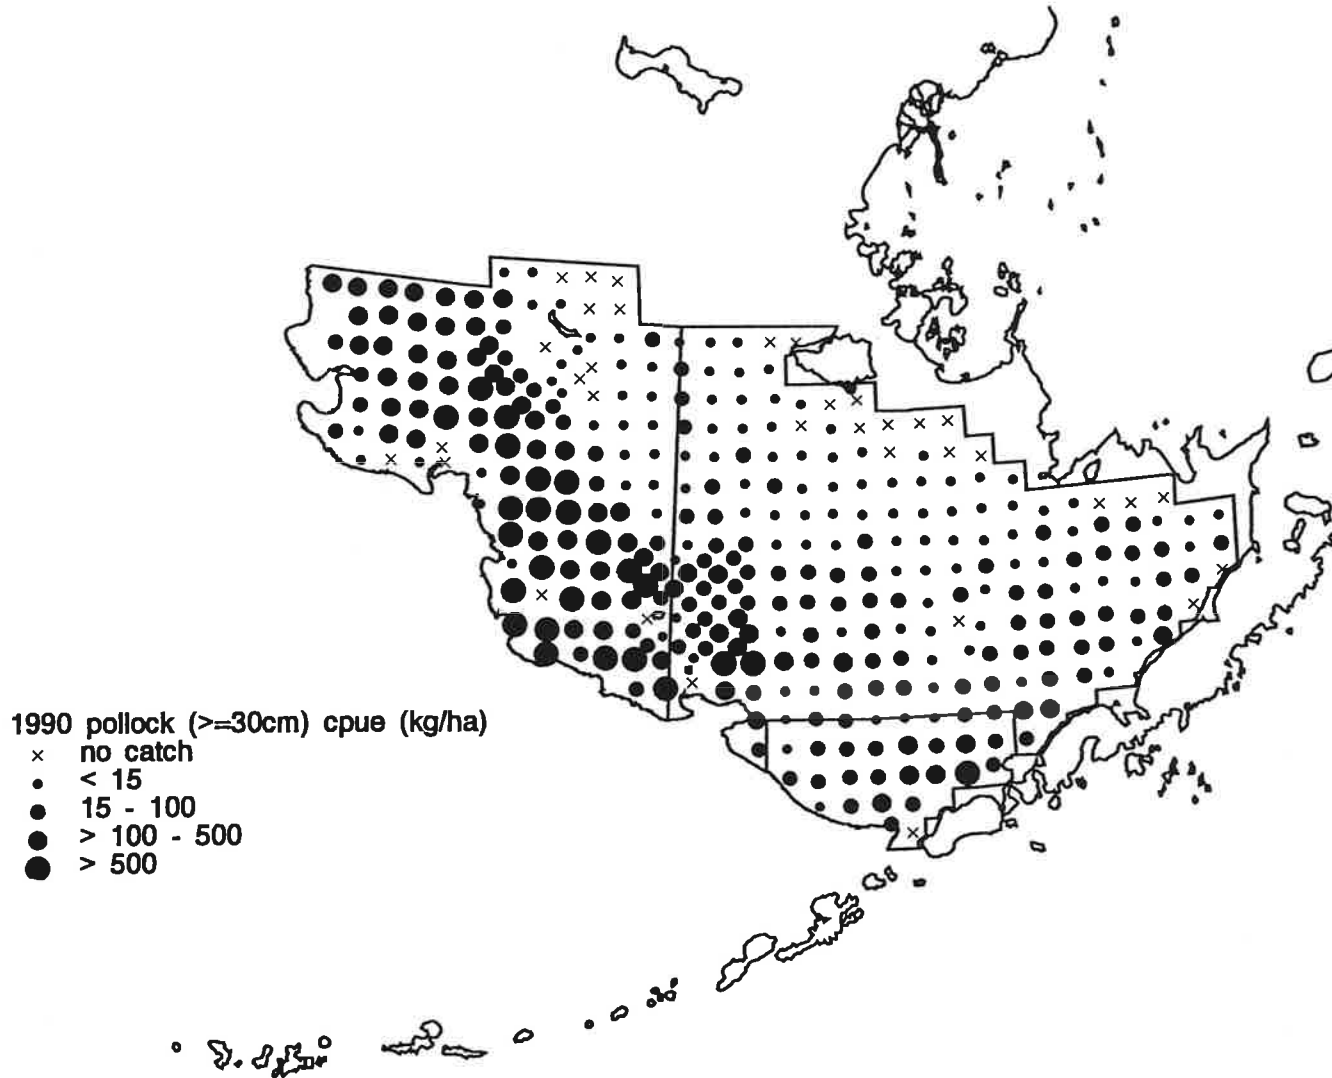 1990 pollock (>=30cm) cpue (kg/ha)
× no catch
< 15
15 - 100
> 100 - 500
> 500